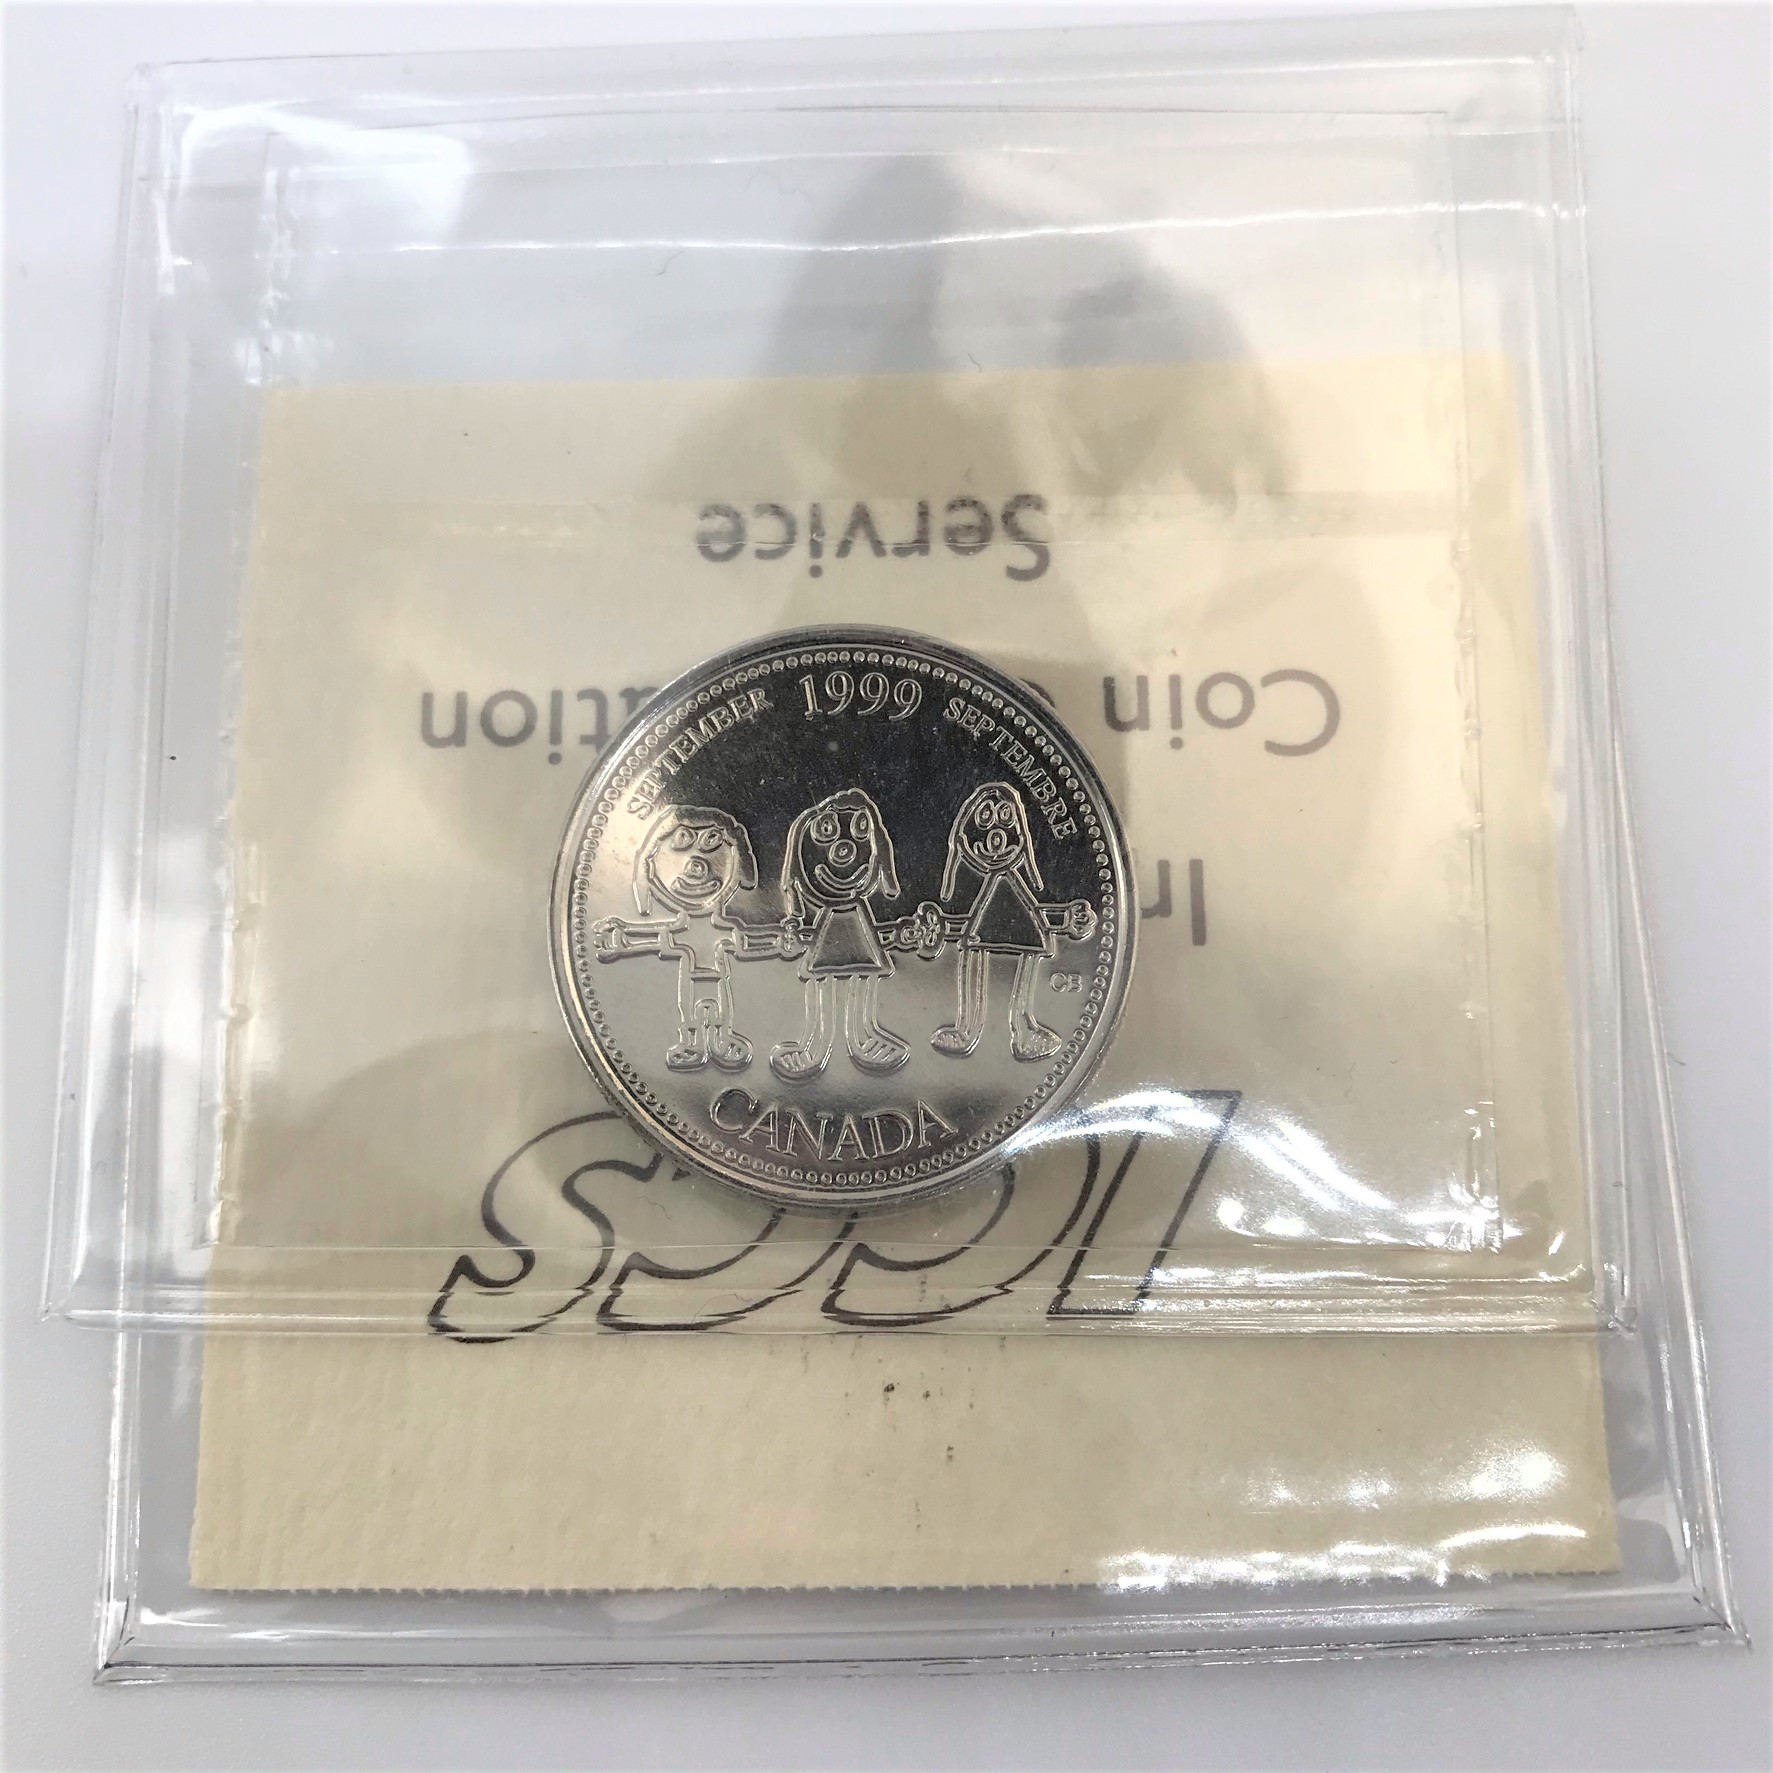 SEPTEMBER 1999 SEPTEMBRE
CB
CANADA
ICCS
Coin
Service